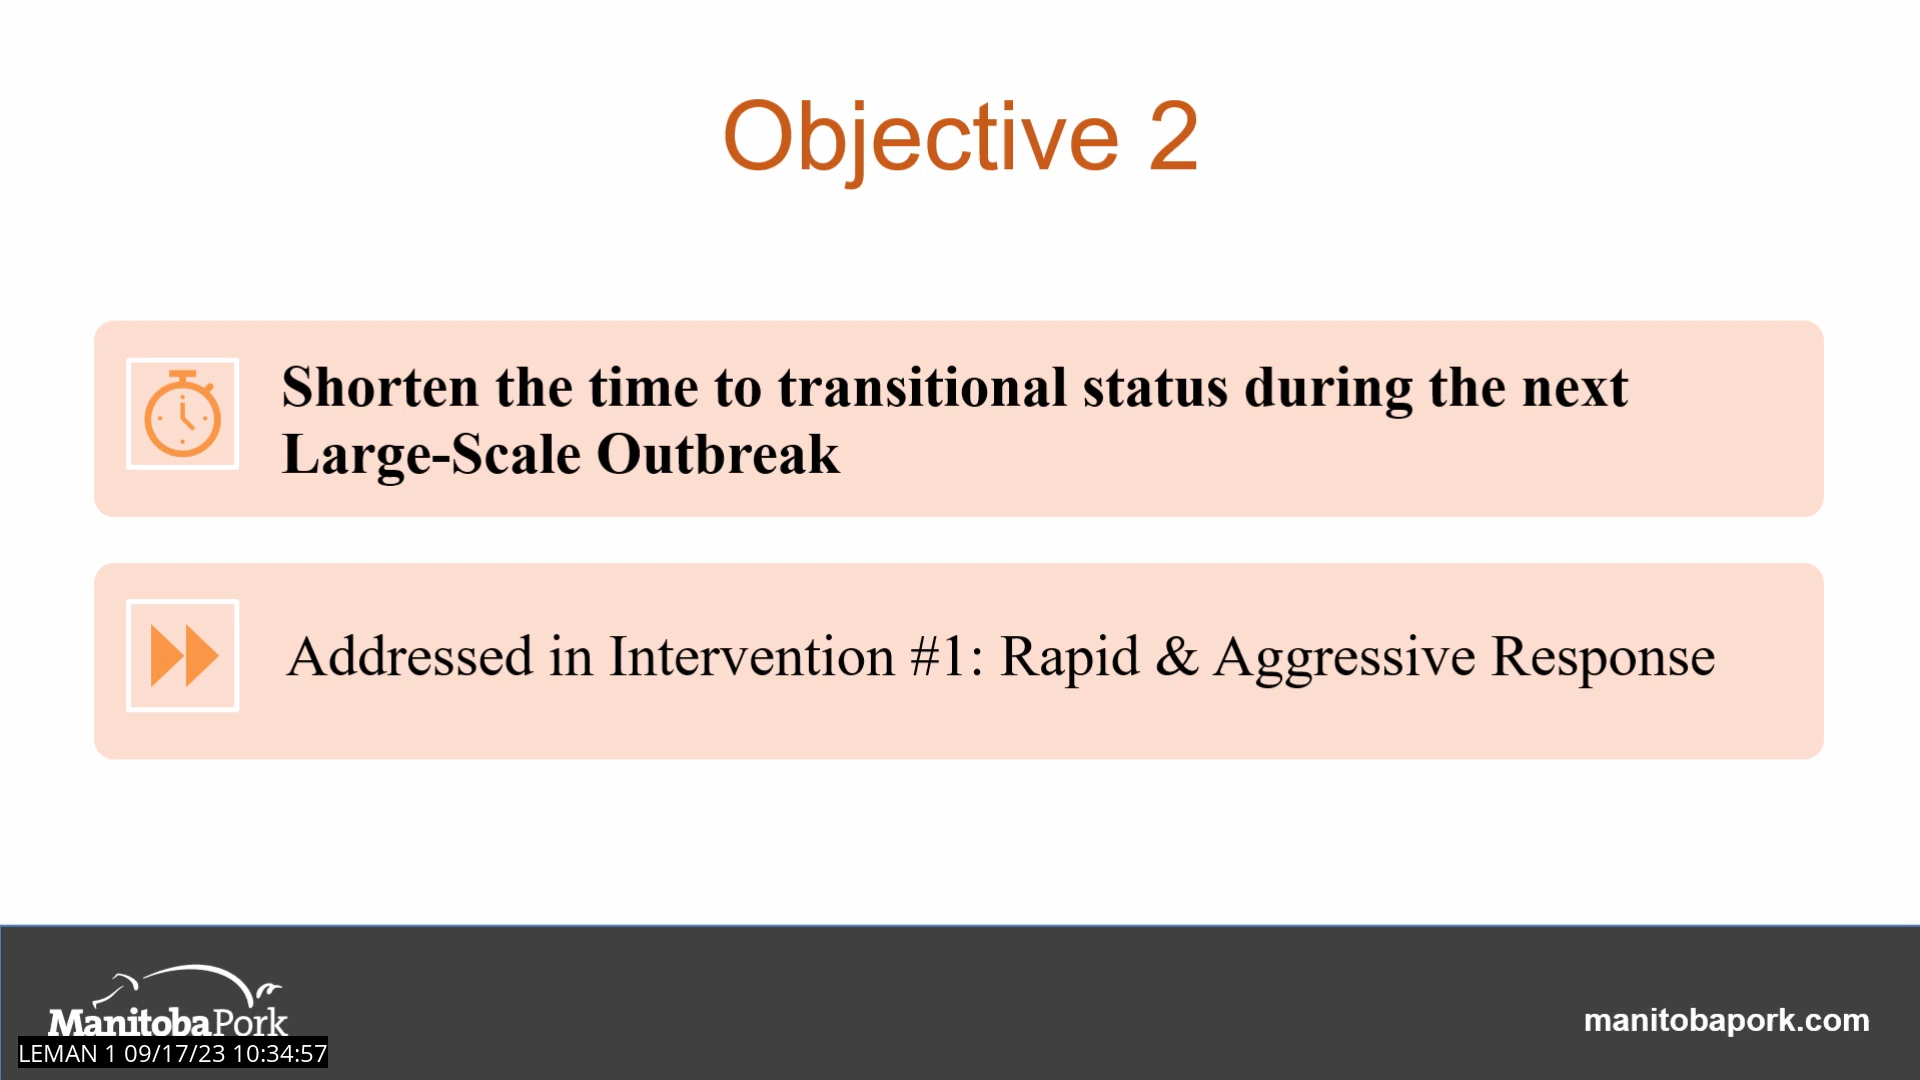 Objective 2
Shorten the time to transitional status during the next
Large-Scale Outbreak
Addressed in Intervention #1: Rapid & Aggressive Response
ManitobaPork
manitobapork.com
LEMAN 1 09/17/23 10:34:57